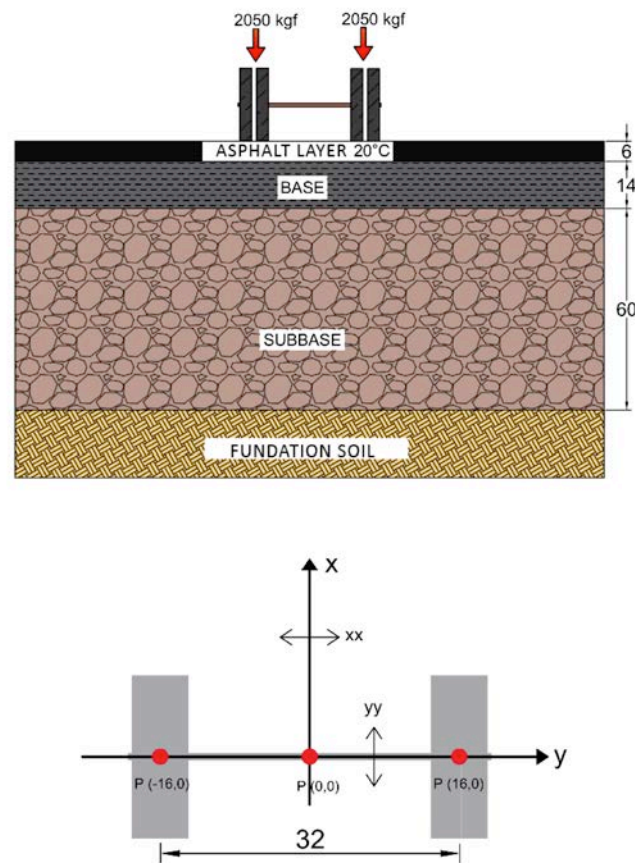 2050 kgf 2050 kgf
ASPHALT LAYER 20°C
6
BASE
14
60
SUBBASE
FUNDATION SOIL
x
xx
yy
y
P (-16,0) P (0,0) P (16,0)
32